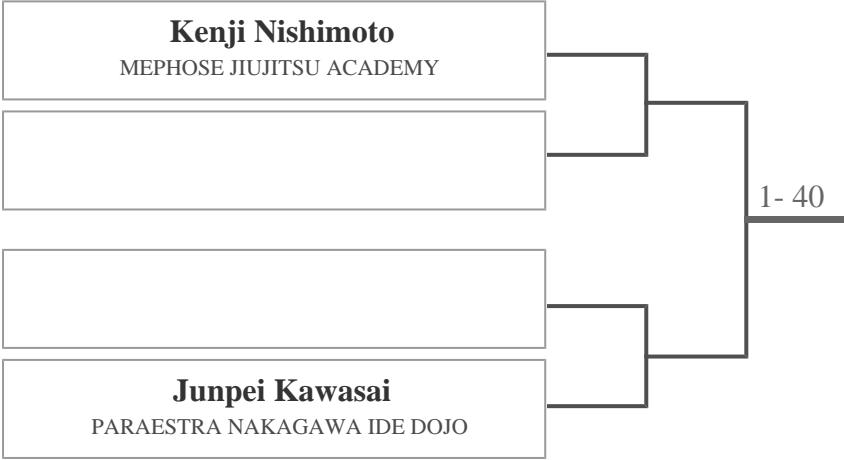 Kenji Nishimoto
MEPHOSE JIUJITSU ACADEMY
1- 40
Junpei Kawasai
PARAESTRA NAKAGAWA IDE DOJO